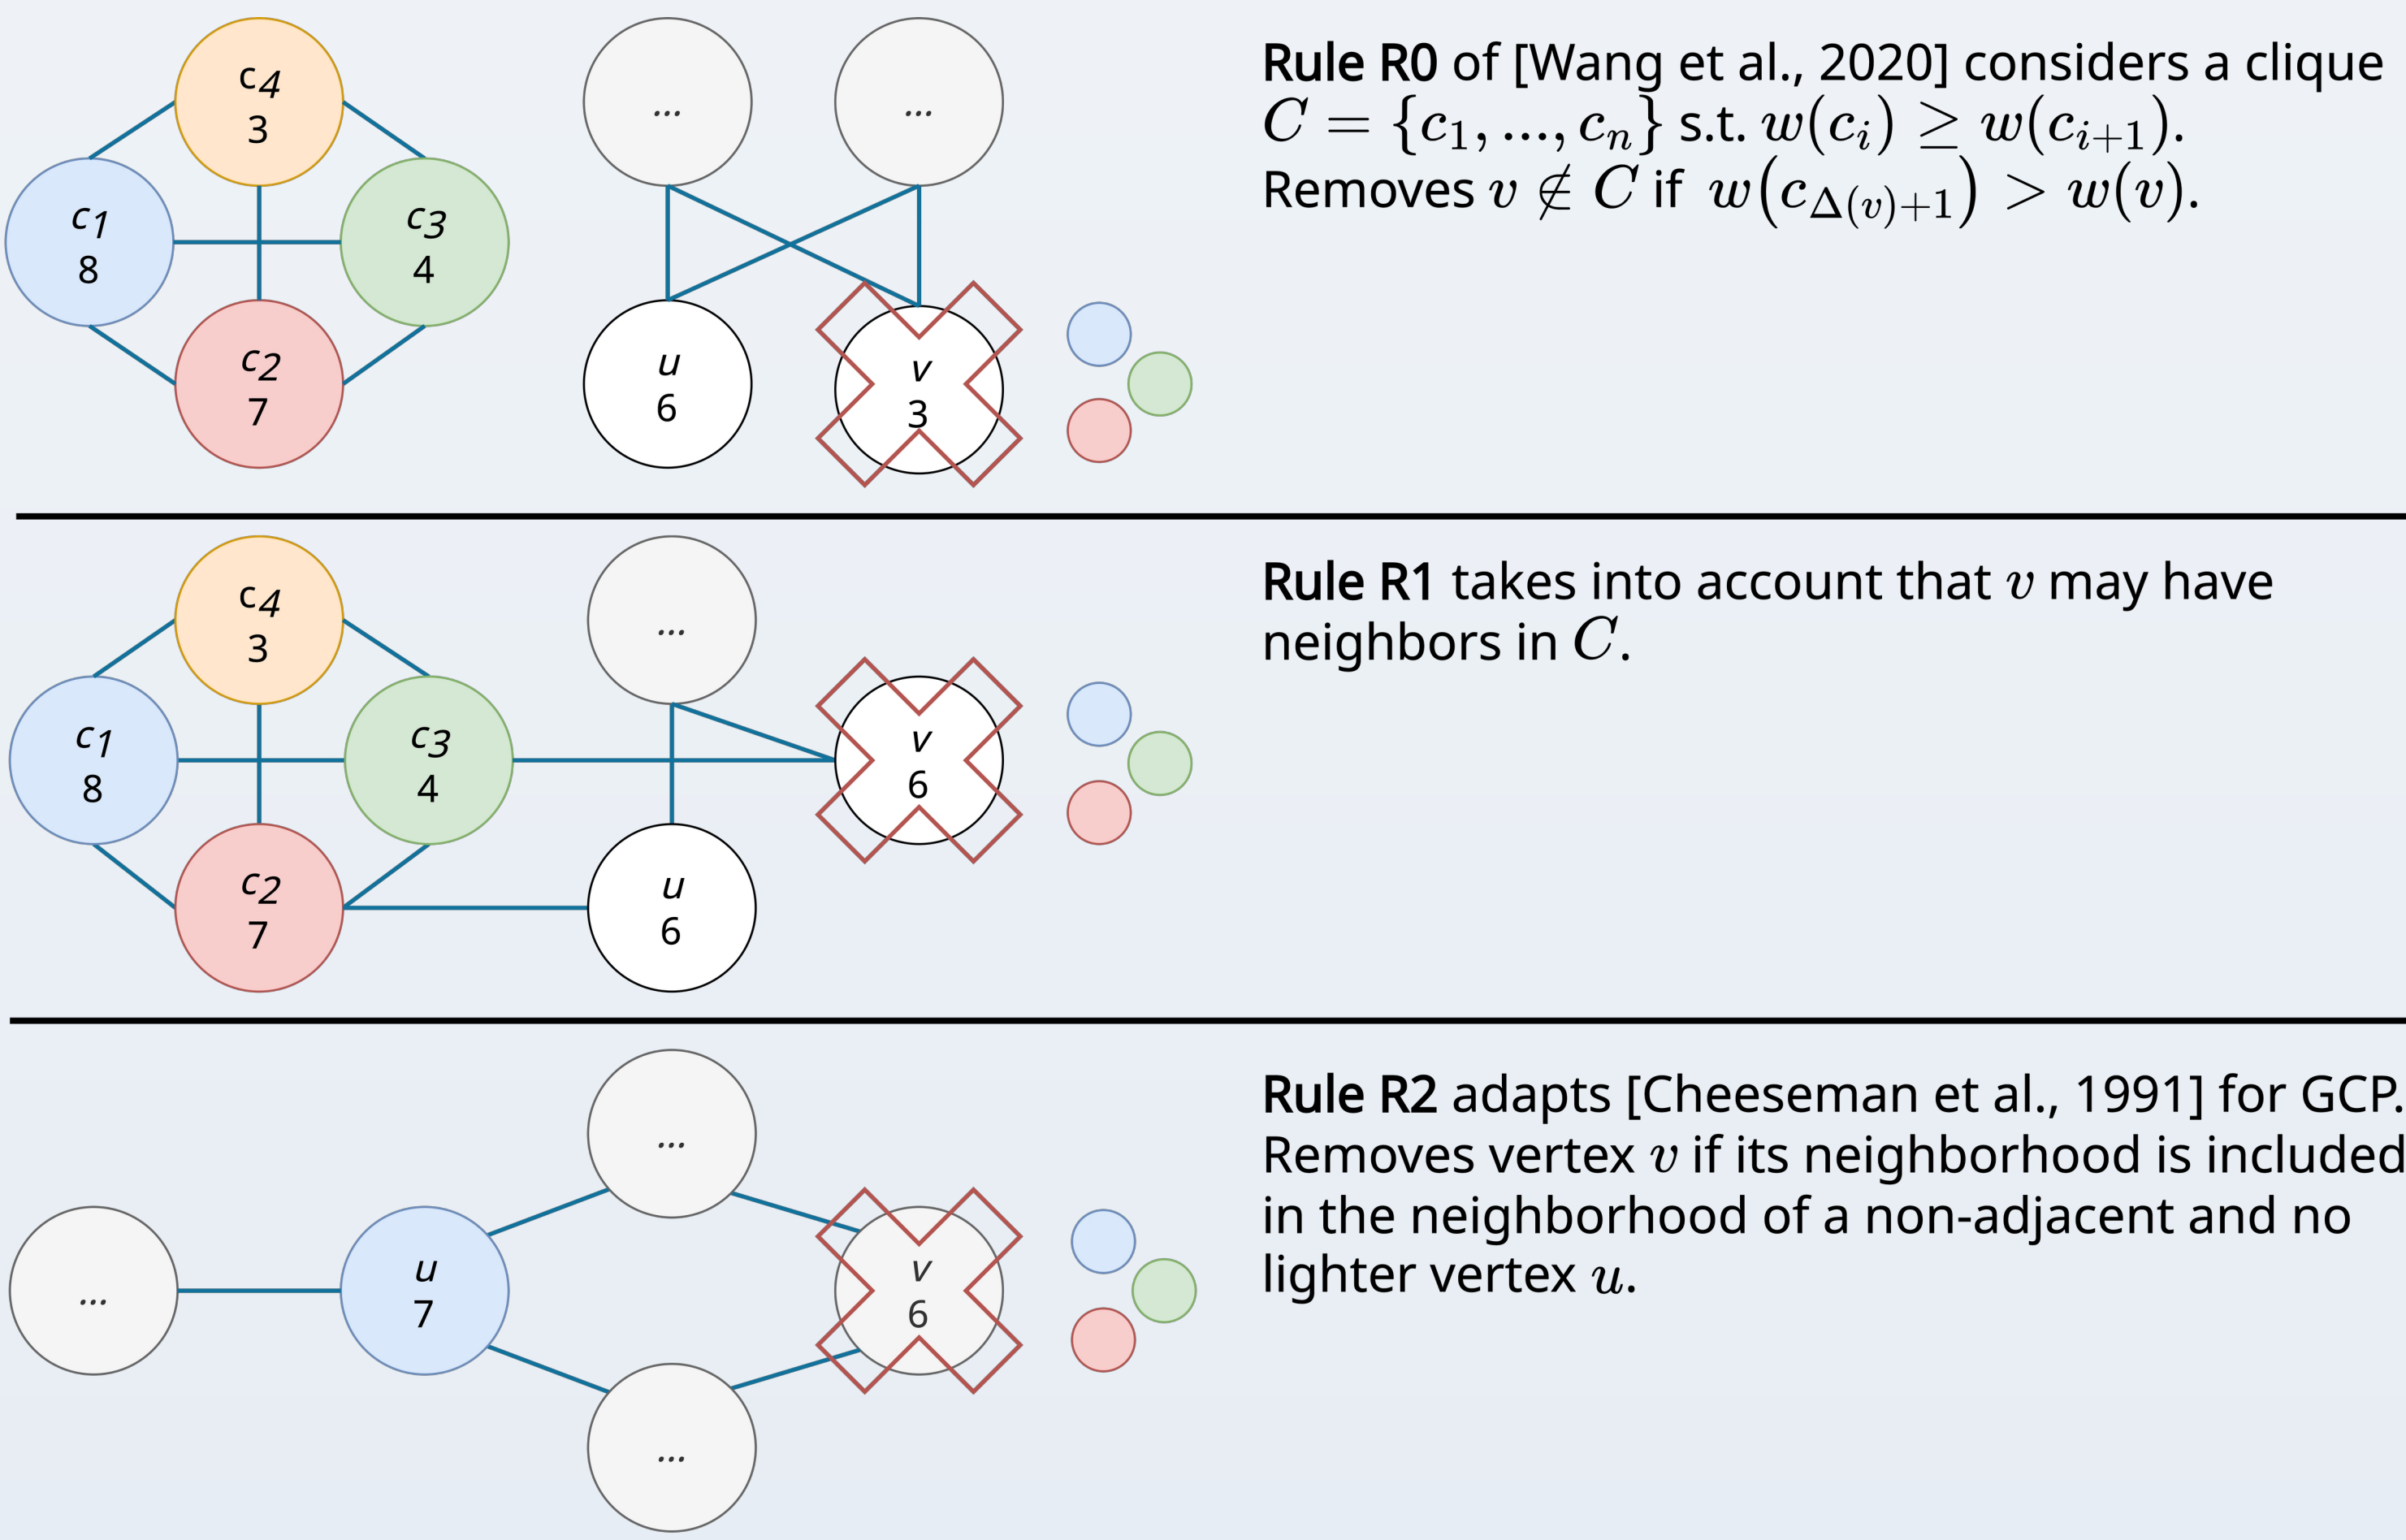 c4
3
...
...
c1
8
c3
4
c2
7
u
6
v
3
Rule R0 of [Wang et al., 2020] considers a clique
C = {c₁, ..., cₙ} s.t. w(cᵢ) ≥ w(cᵢ₊₁).
Removes v ∉ C if w(c_{Δ(v)+1}) > w(v).
c4
3
...
c1
8
c3
4
v
6
c2
7
u
6
Rule R1 takes into account that v may have
neighbors in C.
...
...
u
7
v
6
...
Rule R2 adapts [Cheeseman et al., 1991] for GCP.
Removes vertex v if its neighborhood is included
in the neighborhood of a non-adjacent and no
lighter vertex u.